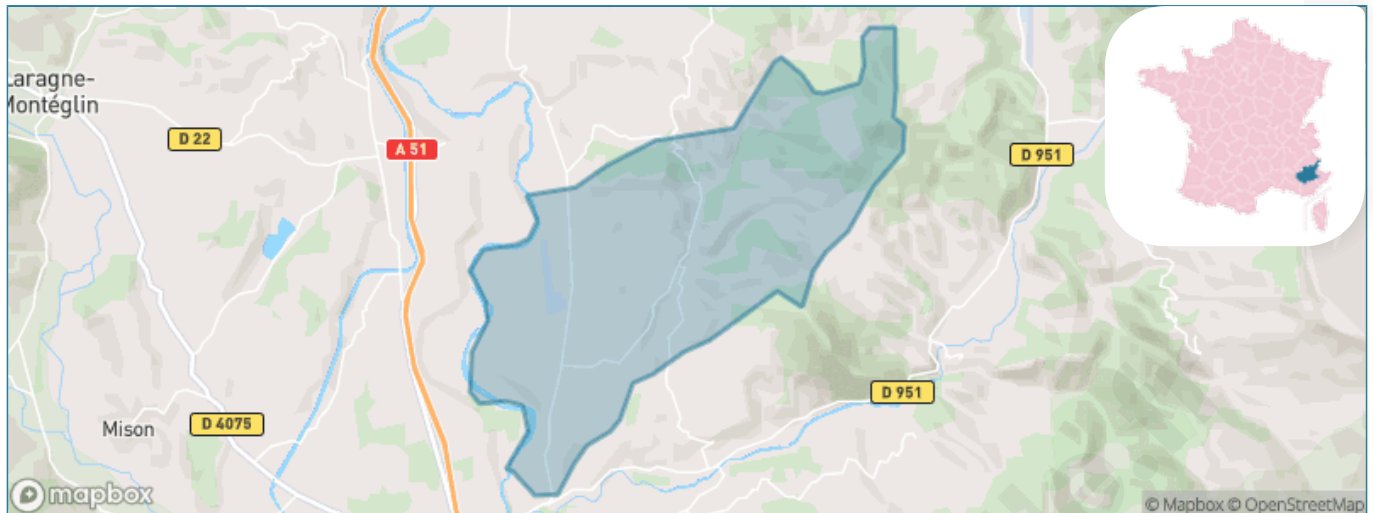 Laragne-
Montéglin
D 22
A 51
D 951
D 951
Mison
D 4075
mapbox
© Mapbox © OpenStreetMap